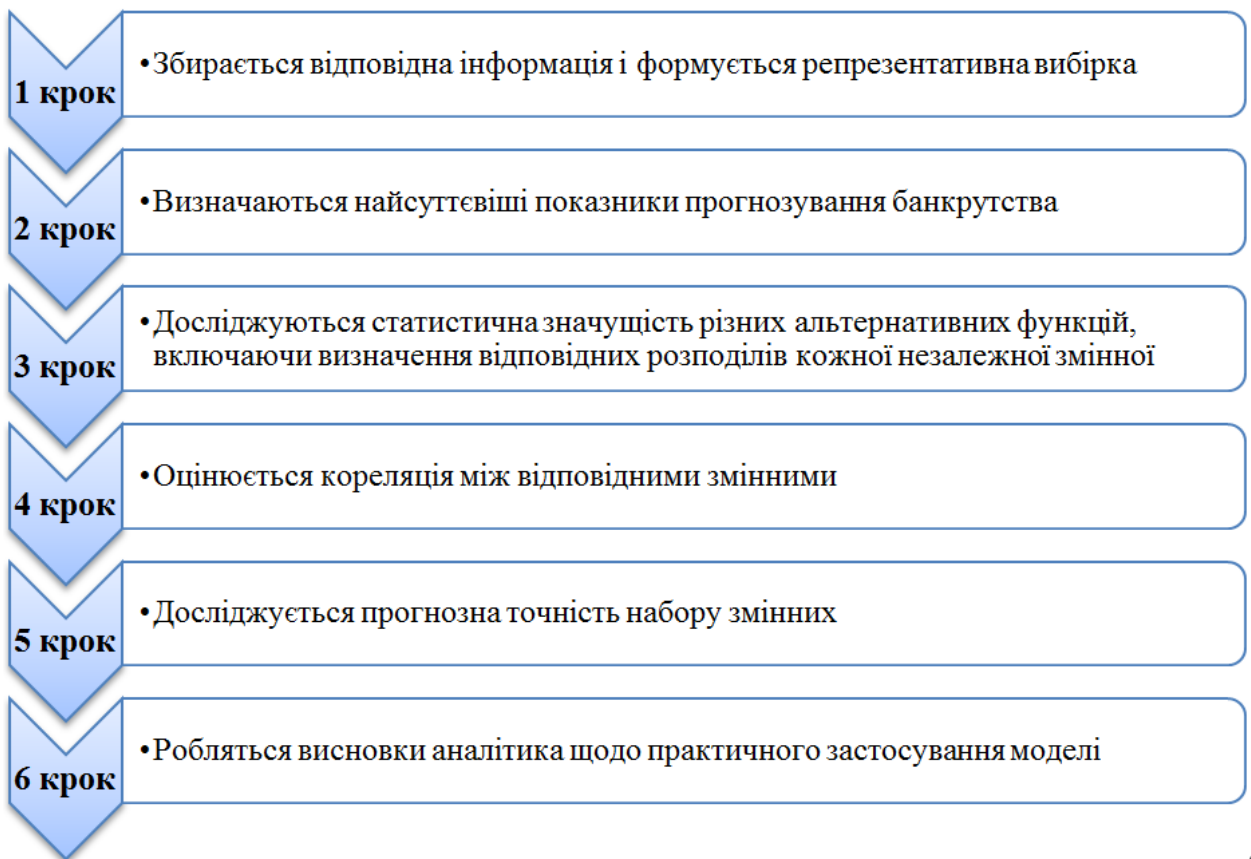 1 крок
•Збирається відповідна інформація і формується репрезентативна вибірка
2 крок
•Визначаються найсуттєвіші показники прогнозування банкрутства
3 крок
•Досліджуються статистична значущість різних альтернативних функцій,
включаючи визначення відповідних розподілів кожної незалежної змінної
4 крок
•Оцінюється кореляція між відповідними змінними
5 крок
•Досліджується прогнозна точність набору змінних
6 крок
•Робляться висновки аналітика щодо практичного застосування моделі